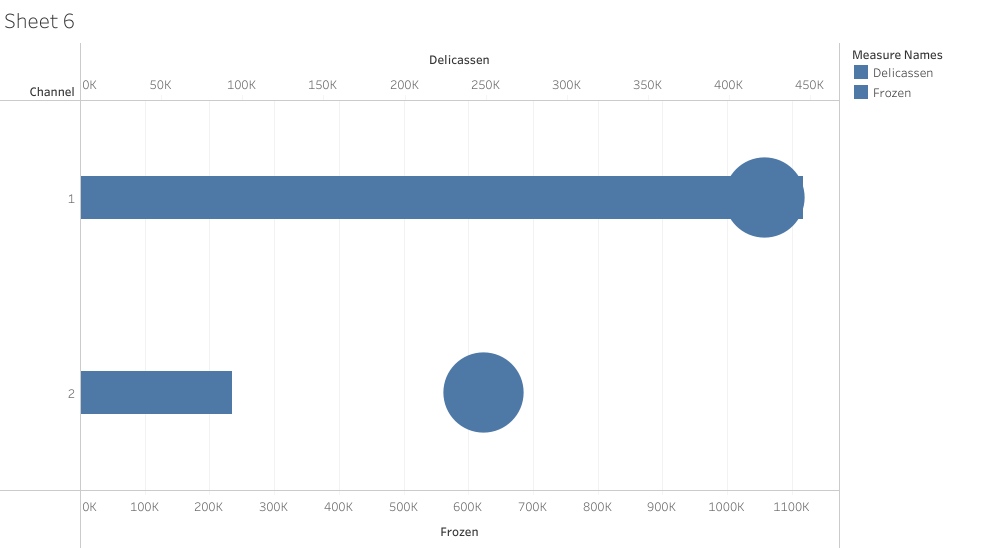 Sheet 6
Delicassen
Measure Names
Delicassen
Frozen
Channel
0K 50K 100K 150K 200K 250K 300K 350K 400K 450K
1
2
0K 100K 200K 300K 400K 500K 600K 700K 800K 900K 1000K 1100K
Frozen